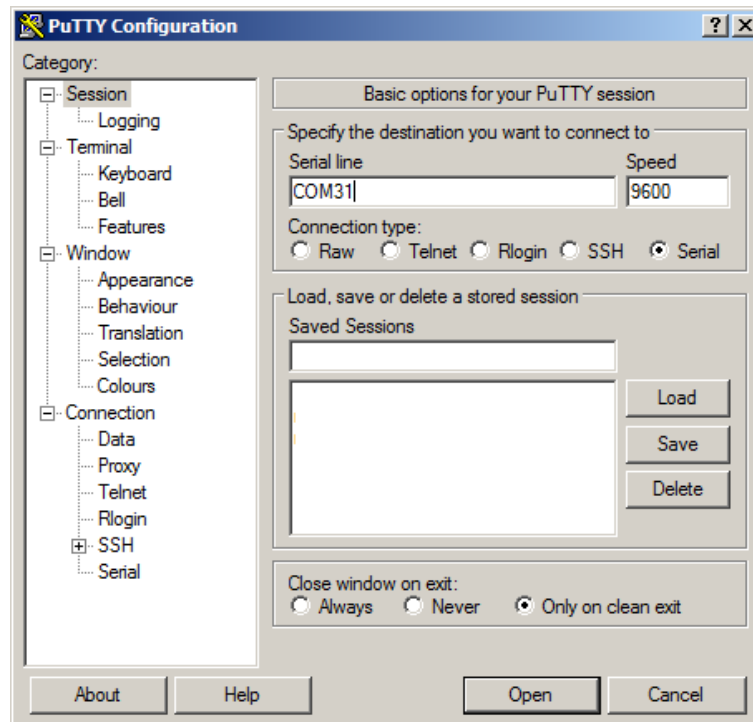 PuTTY Configuration
Category:
Session
Logging
Terminal
Keyboard
Bell
Features
Window
Appearance
Behaviour
Translation
Selection
Colours
Connection
Data
Proxy
Telnet
Rlogin
SSH
Serial
Basic options for your PuTTY session
Specify the destination you want to connect to
Serial line Speed
COM31 9600
Connection type:
Raw Telnet Rlogin SSH Serial
Load, save or delete a stored session
Saved Sessions
Load
Save
Delete
Close window on exit:
Always Never Only on clean exit
About Help Open Cancel